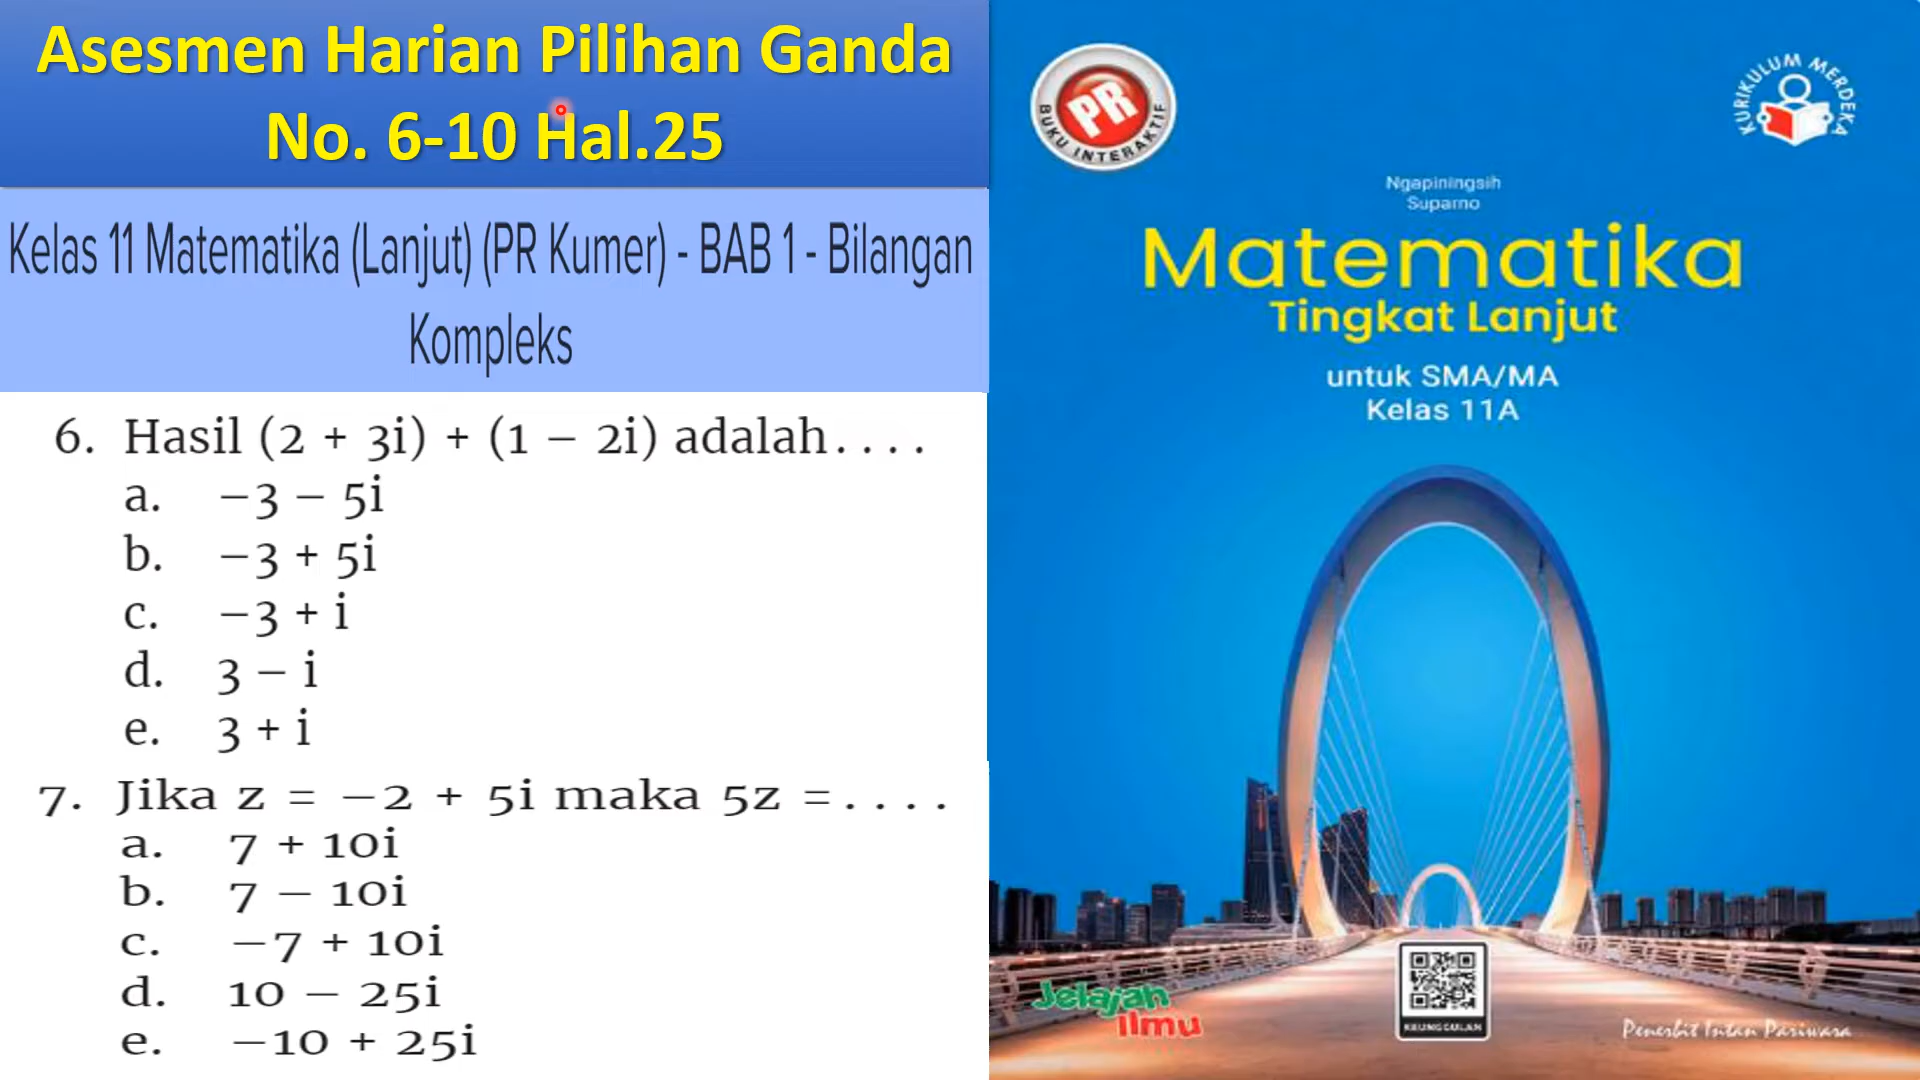 Asesmen Harian Pilihan Ganda
No. 6-10 Hal.25
Kelas 11 Matematika (Lanjut) (PR Kumer) - BAB 1 - Bilangan
Kompleks
6. Hasil (2 + 3i) + (1 – 2i) adalah....
a. –3 – 5i
b. –3 + 5i
c. –3 + i
d. 3 – i
e. 3 + i
7. Jika z = –2 + 5i maka 5z =....
a. 7 + 10i
b. 7 – 10i
c. –7 + 10i
d. 10 – 25i
e. –10 + 25i
PR
BUKU INTERAKTIF
KURIKULUM MERDEKA
Ngapiningsih
Suparno
Matematika
Tingkat Lanjut
untuk SMA/MA
Kelas 11A
Jelajah
Ilmu
KEUNGGULAN
Penerbit Intan Pariwara